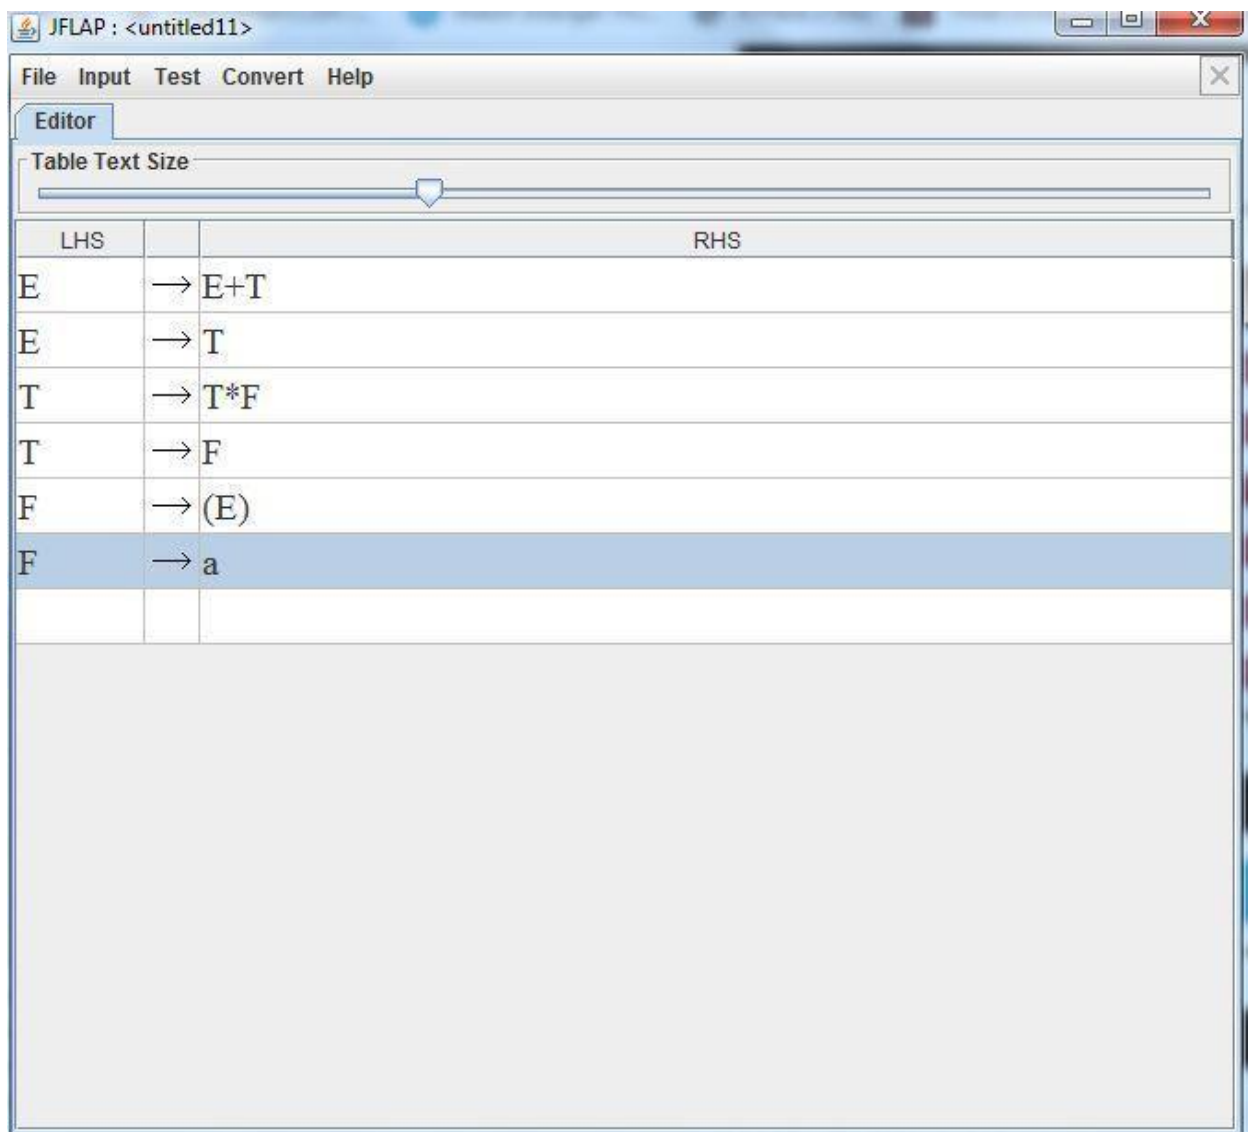 JFLAP : <untitled11>
File Input Test Convert Help
Editor
Table Text Size
LHS RHS
E → E+T
E → T
T → T*F
T → F
F → (E)
F → a